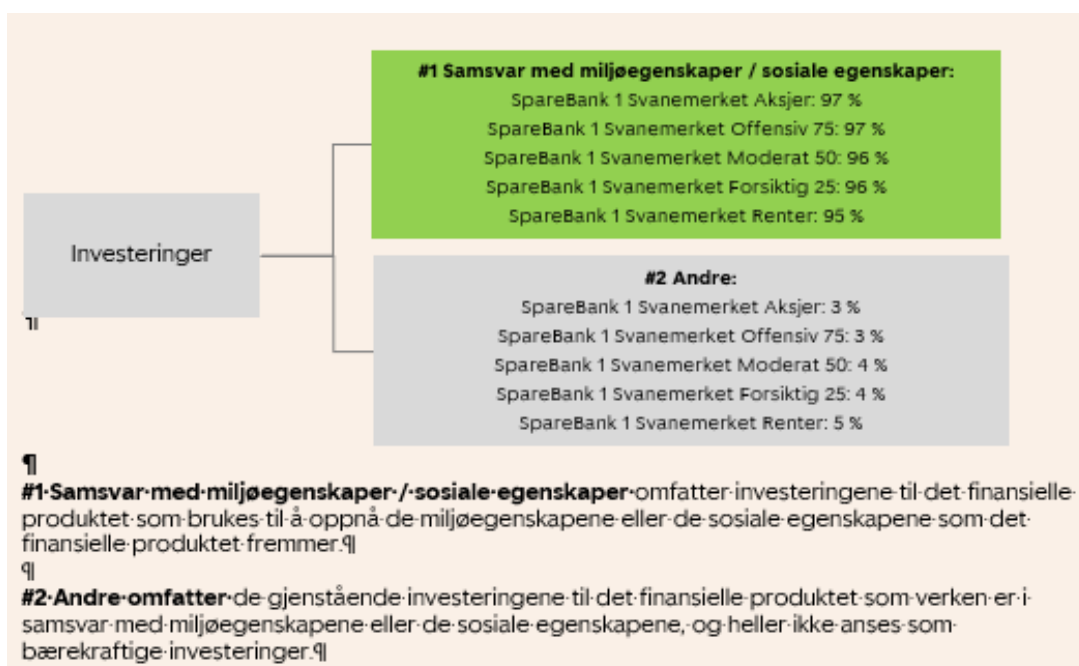 #1 Samsvar med miljøegenskaper / sosiale egenskaper:
SpareBank 1 Svanemerket Aksjer: 97 %
SpareBank 1 Svanemerket Offensiv 75: 97 %
SpareBank 1 Svanemerket Moderat 50: 96 %
SpareBank 1 Svanemerket Forsiktig 25: 96 %
SpareBank 1 Svanemerket Renter: 95 %
Investeringer
#2 Andre:
SpareBank 1 Svanemerket Aksjer: 3 %
SpareBank 1 Svanemerket Offensiv 75: 3 %
SpareBank 1 Svanemerket Moderat 50: 4 %
SpareBank 1 Svanemerket Forsiktig 25: 4 %
SpareBank 1 Svanemerket Renter: 5 %
¶
¶
#1·Samsvar·med·miljøegenskaper·/·sosiale·egenskaper·omfatter·investeringene·til·det·finansielle·
produktet·som·brukes·til·å·oppnå·de·miljøegenskapene·eller·de·sosiale·egenskapene·som·det·
finansielle·produktet·fremmer.¶
¶
#2·Andre·omfatter·de·gjenstående·investeringene·til·det·finansielle·produktet·som·verken·er·i·
samsvar·med·miljøegenskapene·eller·de·sosiale·egenskapene,·og·heller·ikke·anses·som·
bærekraftige·investeringer.¶